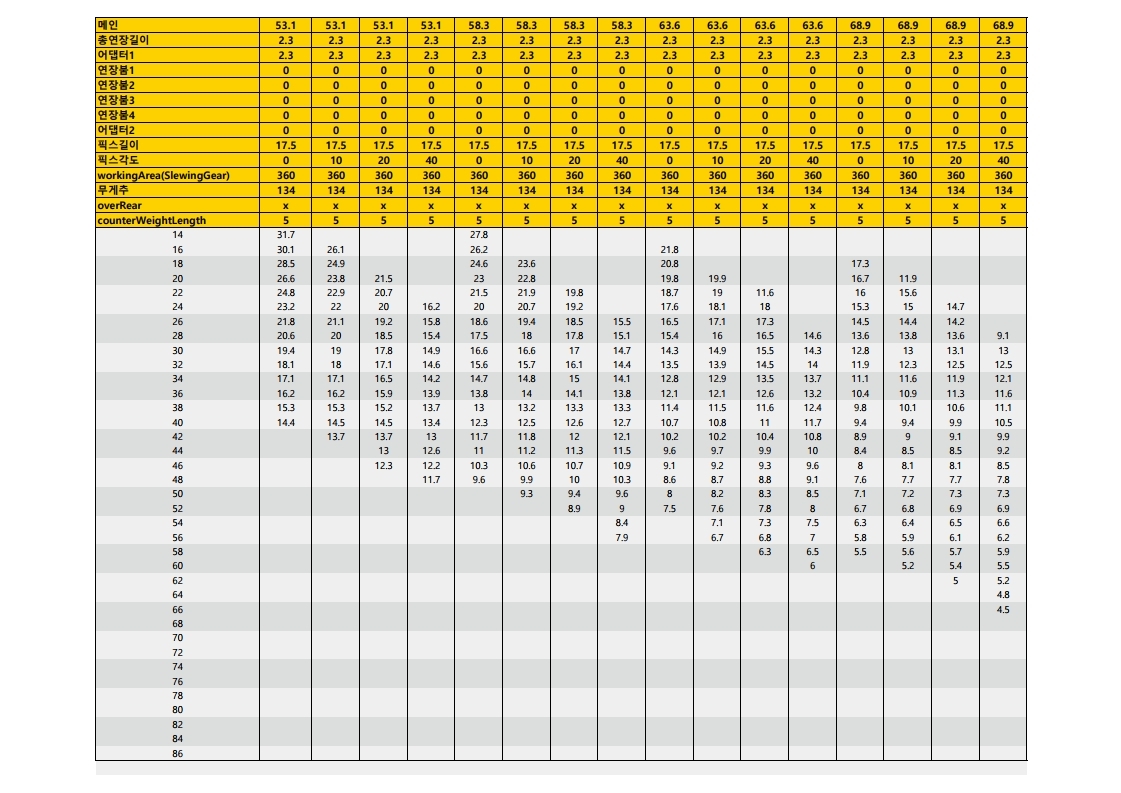 메인 53.1 53.1 53.1 53.1 58.3 58.3 58.3 58.3 63.6 63.6 63.6 63.6 68.9 68.9 68.9 68.9
총연장길이 2.3 2.3 2.3 2.3 2.3 2.3 2.3 2.3 2.3 2.3 2.3 2.3 2.3 2.3 2.3 2.3
어댑터1 2.3 2.3 2.3 2.3 2.3 2.3 2.3 2.3 2.3 2.3 2.3 2.3 2.3 2.3 2.3 2.3
연장붐1 0 0 0 0 0 0 0 0 0 0 0 0 0 0 0 0
연장붐2 0 0 0 0 0 0 0 0 0 0 0 0 0 0 0 0
연장붐3 0 0 0 0 0 0 0 0 0 0 0 0 0 0 0 0
연장붐4 0 0 0 0 0 0 0 0 0 0 0 0 0 0 0 0
어댑터2 0 0 0 0 0 0 0 0 0 0 0 0 0 0 0 0
픽스길이 17.5 17.5 17.5 17.5 17.5 17.5 17.5 17.5 17.5 17.5 17.5 17.5 17.5 17.5 17.5 17.5
픽스각도 0 10 20 40 0 10 20 40 0 10 20 40 0 10 20 40
workingArea(SlewingGear) 360 360 360 360 360 360 360 360 360 360 360 360 360 360 360 360
무게추 134 134 134 134 134 134 134 134 134 134 134 134 134 134 134 134
overRear x x x x x x x x x x x x x x x x
counterWeightLength 5 5 5 5 5 5 5 5 5 5 5 5 5 5 5 5
14 31.7 27.8
16 30.1 26.1 26.2 21.8
18 28.5 24.9 24.6 23.6 20.8 17.3
20 26.6 23.8 21.5 23 22.8 19.8 19.9 16.7 11.9
22 24.8 22.9 20.7 21.5 21.9 19.8 18.7 19 11.6 16 15.6
24 23.2 22 20 16.2 20 20.7 19.2 17.6 18.1 18 15.3 15 14.7
26 21.8 21.1 19.2 15.8 18.6 19.4 18.5 15.5 16.5 17.1 17.3 14.5 14.4 14.2
28 20.6 20 18.5 15.4 17.5 18 17.8 15.1 15.4 16 16.5 14.6 13.6 13.8 13.6 9.1
30 19.4 19 17.8 14.9 16.6 16.6 17 14.7 14.3 14.9 15.5 14.3 12.8 13 13.1 13
32 18.1 18 17.1 14.6 15.6 15.7 16.1 14.4 13.5 13.9 14.5 14 11.9 12.3 12.5 12.5
34 17.1 17.1 16.5 14.2 14.7 14.8 15 14.1 12.8 12.9 13.5 13.7 11.1 11.6 11.9 12.1
36 16.2 16.2 15.9 13.9 13.8 14 14.1 13.8 12.1 12.1 12.6 13.2 10.4 10.9 11.3 11.6
38 15.3 15.3 15.2 13.7 13 13.2 13.3 13.3 11.4 11.5 11.6 12.4 9.8 10.1 10.6 11.1
40 14.4 14.5 14.5 13.4 12.3 12.5 12.6 12.7 10.7 10.8 11 11.7 9.4 9.4 9.9 10.5
42 13.7 13.7 13 11.7 11.8 12 12.1 10.2 10.2 10.4 10.8 8.9 9 9.1 9.9
44 13 12.6 11 11.2 11.3 11.5 9.6 9.7 9.9 10 8.4 8.5 8.5 9.2
46 12.3 12.2 10.3 10.6 10.7 10.9 9.1 9.2 9.3 9.6 8 8.1 8.1 8.5
48 11.7 9.6 9.9 10 10.3 8.6 8.7 8.8 9.1 7.6 7.7 7.7 7.8
50 9.3 9.4 9.6 8 8.2 8.3 8.5 7.1 7.2 7.3 7.3
52 8.9 9 7.5 7.6 7.8 8 6.7 6.8 6.9 6.9
54 8.4 7.1 7.3 7.5 6.3 6.4 6.5 6.6
56 7.9 6.7 6.8 7 5.8 5.9 6.1 6.2
58 6.3 6.5 5.5 5.6 5.7 5.9
60 6 5.2 5.4 5.5
62 5 5.2
64 4.8
66 4.5
68
70
72
74
76
78
80
82
84
86